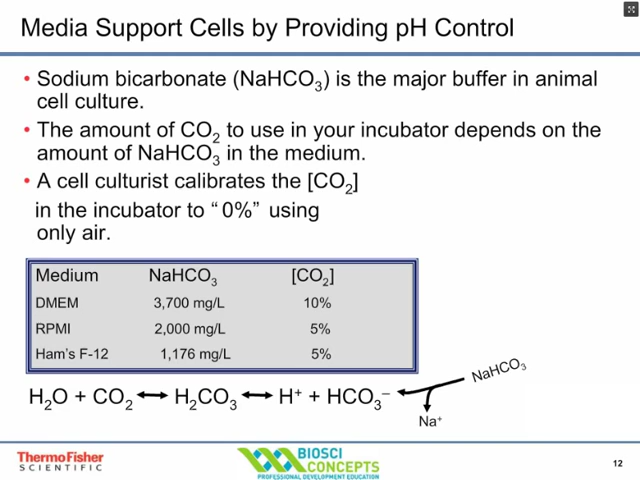 Media Support Cells by Providing pH Control
• Sodium bicarbonate (NaHCO₃) is the major buffer in animal
cell culture.
• The amount of CO₂ to use in your incubator depends on the
amount of NaHCO₃ in the medium.
• A cell culturist calibrates the [CO₂]
in the incubator to “ 0%” using
only air.
Medium NaHCO₃ [CO₂]
DMEM 3,700 mg/L 10%
RPMI 2,000 mg/L 5%
Ham’s F-12 1,176 mg/L 5%
NaHCO₃
H₂O + CO₂ ⟷ H₂CO₃ ⟷ H⁺ + HCO₃⁻
Na⁺
ThermoFisher
SCIENTIFIC
BIOSCI
CONCEPTS
PROFESSIONAL DEVELOPMENT EDUCATION
12